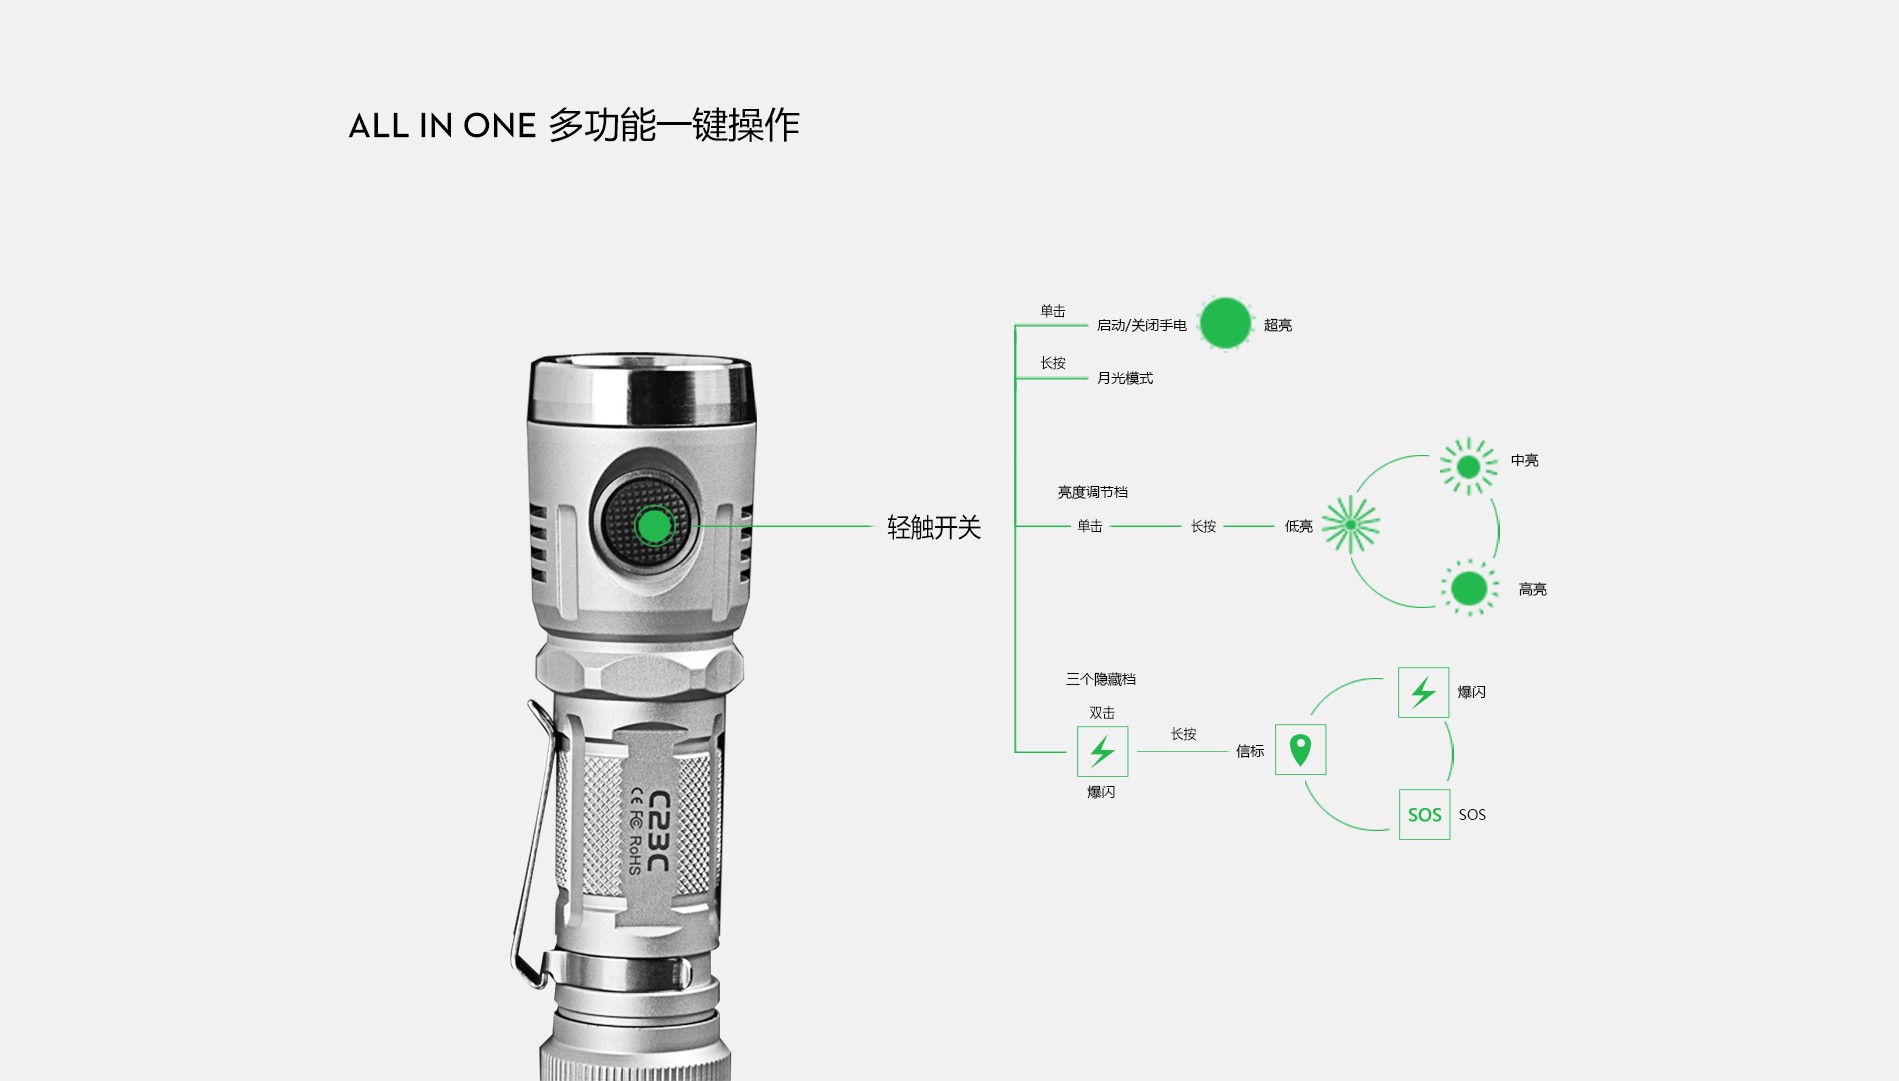 ALL IN ONE 多功能一键操作
单击
启动/关闭手电
超亮
长按
月光模式
轻触开关
亮度调节档
单击
长按
低亮
中亮
高亮
三个隐藏档
双击
爆闪
长按
信标
爆闪
SOS
SOS
C23C
CE FC RoHS